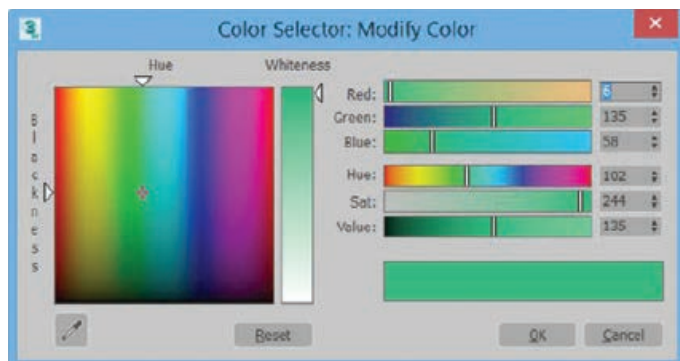 Color Selector: Modify Color
Hue
Whiteness
Blackness
Red: 6
Green: 135
Blue: 58
Hue: 102
Sat: 244
Value: 135
Reset
OK
Cancel